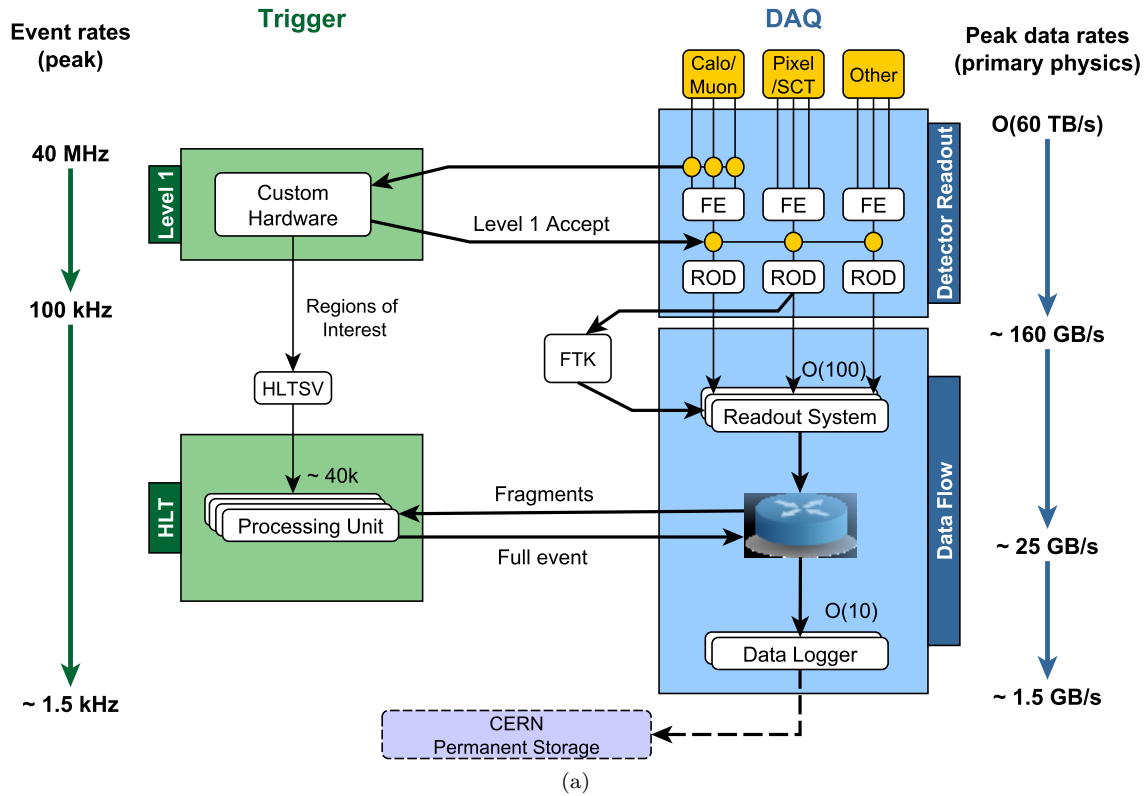 Trigger
DAQ
Event rates
(peak)
Peak data rates
(primary physics)
Calo/
Muon
Pixel
/SCT
Other
O(60 TB/s)
40 MHz
Level 1
Custom
Hardware
FE
FE
FE
Detector Readout
Level 1 Accept
ROD
ROD
ROD
100 kHz
Regions of
Interest
~ 160 GB/s
FTK
O(100)
HLTSV
Readout System
~ 40k
HLT
Processing Unit
Fragments
Full event
Data Flow
~ 25 GB/s
O(10)
Data Logger
~ 1.5 kHz
~ 1.5 GB/s
CERN
Permanent Storage
(a)